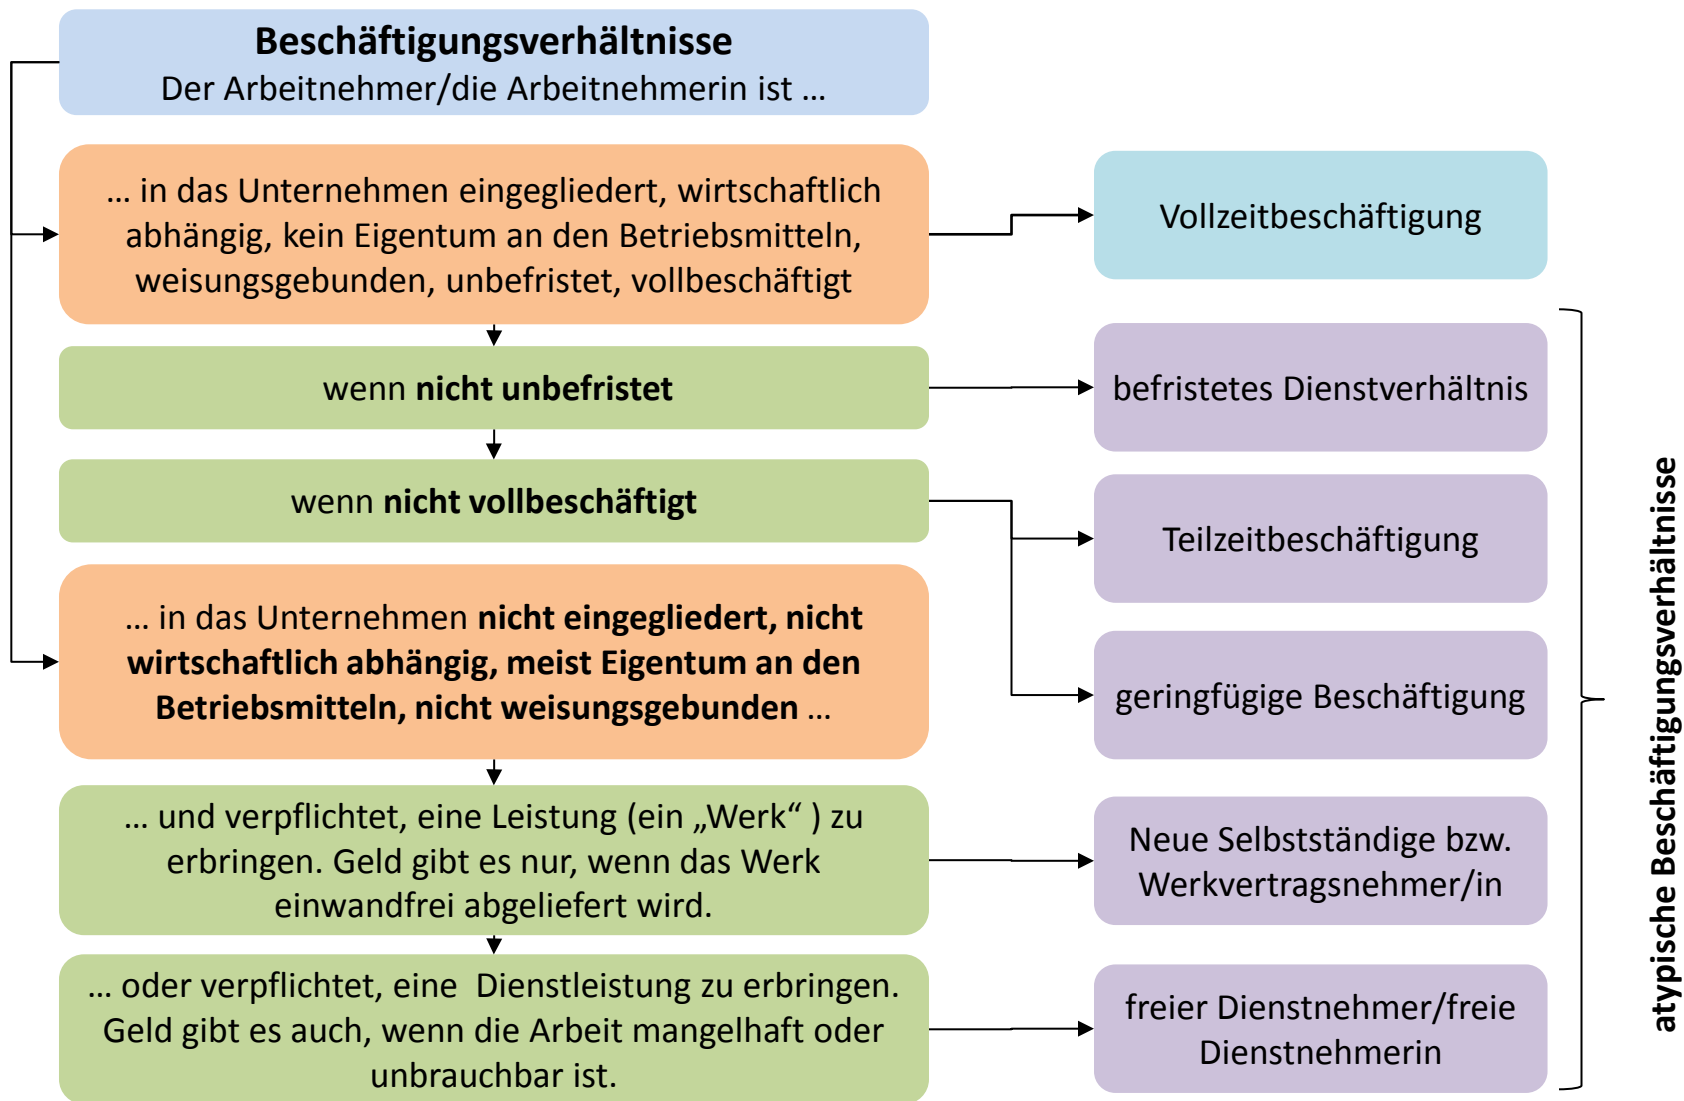 Beschäftigungsverhältnisse
Der Arbeitnehmer/die Arbeitnehmerin ist …
… in das Unternehmen eingegliedert, wirtschaftlich
abhängig, kein Eigentum an den Betriebsmitteln,
weisungsgebunden, unbefristet, vollbeschäftigt
Vollzeitbeschäftigung
wenn nicht unbefristet
befristetes Dienstverhältnis
wenn nicht vollbeschäftigt
Teilzeitbeschäftigung
… in das Unternehmen nicht eingegliedert, nicht
wirtschaftlich abhängig, meist Eigentum an den
Betriebsmitteln, nicht weisungsgebunden …
geringfügige Beschäftigung
… und verpflichtet, eine Leistung (ein „Werk“ ) zu
erbringen. Geld gibt es nur, wenn das Werk
einwandfrei abgeliefert wird.
Neue Selbstständige bzw.
Werkvertragsnehmer/in
… oder verpflichtet, eine  Dienstleistung zu erbringen.
Geld gibt es auch, wenn die Arbeit mangelhaft oder
unbrauchbar ist.
freier Dienstnehmer/freie
Dienstnehmerin
atypische Beschäftigungsverhältnisse